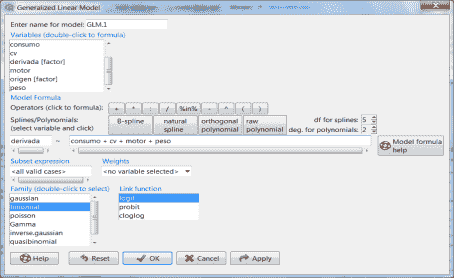 Generalized Linear Model
Enter name for model: GLM.1
Variables (double-click to formula)
consumo
cv
derivada [factor]
motor
origen [factor]
peso
Model Formula
Operators (click to formula): + * : / %in% - ^ ( )
Splines/Polynomials: (select variable and click) B-spline natural spline orthogonal polynomial raw polynomial df for splines: 5
deg. for polynomials: 2
derivada ~ consumo + cv + motor + peso Model formula help
Subset expression Weights
<all valid cases> <no variable selected>
Family (double-click to select) Link function
gaussian logit
binomial probit
poisson cloglog
Gamma
inverse.gaussian
quasibinomial
Help Reset OK Cancel Apply